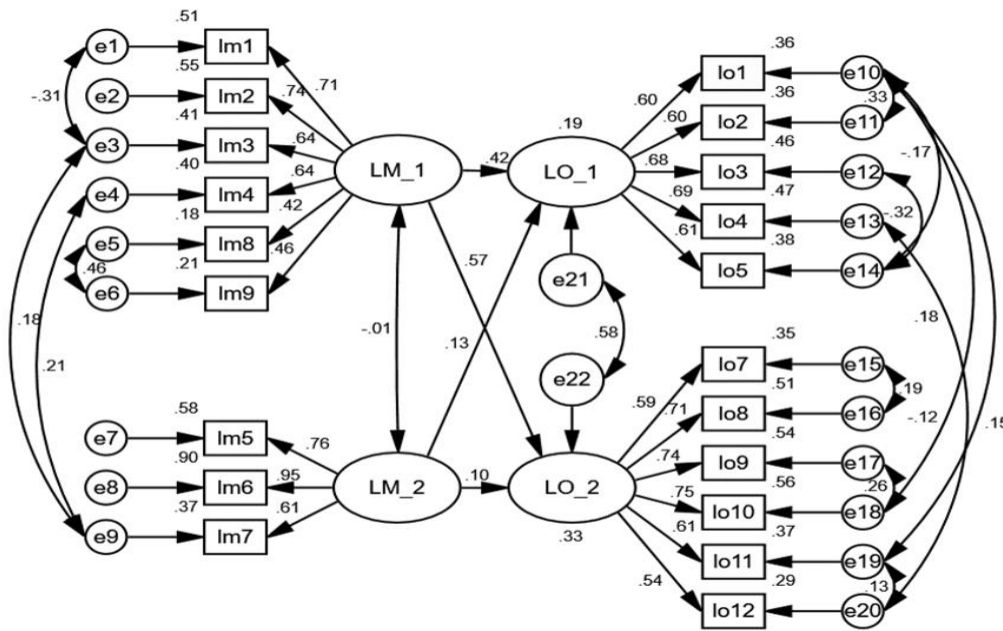 .51
e1 lm1
.55
.71
-.31
e2 lm2
.74
.41
e3 lm3
.64
.40
e4 lm4
.64
.18
e5 lm8
.42
.46
.21
e6 lm9
.46
LM_1
.42
.19
LO_1
.57
-.01
.13
.18
.21
.58
e7 lm5
.76
.90
e8 lm6
.95
.37
e9 lm7
.61
LM_2
.10
LO_2
.33
e21
.58
e22
.36
lo1 e10
.60
.36
.33
lo2 e11
.60
.46
-.17
lo3 e12
.68
.47
lo4 e13
.69
-.32
.38
lo5 e14
.61
.18
.35
lo7 e15
.59
.51
.19
lo8 e16
.71
-.12
.15
.54
lo9 e17
.74
.56
.26
lo10 e18
.75
.37
lo11 e19
.61
.29
.13
lo12 e20
.54